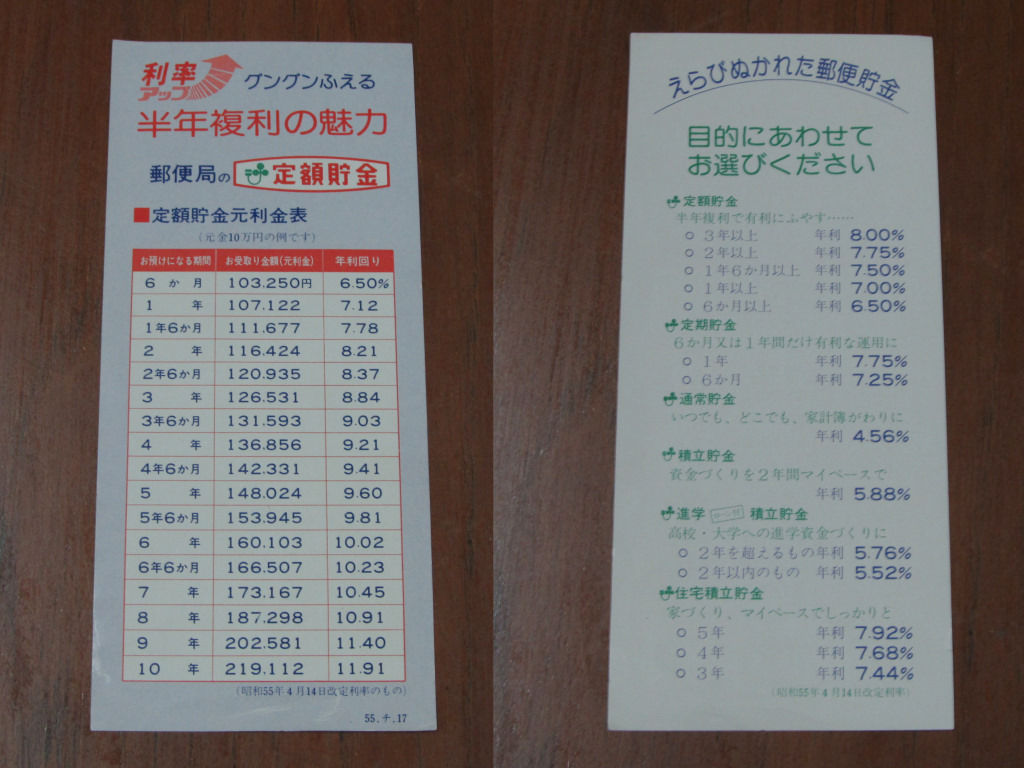 利率
アップ
グングンふえる
半年複利の魅力
郵便局の 定額貯金
■定額貯金元利金表
(元金10万円の例です)
お預けになる期間 お受取り金額(元利金) 年利回り
6か月 103.250円 6.50%
1年 107.122 7.12
1年6か月 111.677 7.78
2年 116.424 8.21
2年6か月 120.935 8.37
3年 126.531 8.84
3年6か月 131.593 9.03
4年 136.856 9.21
4年6か月 142.331 9.41
5年 148.024 9.60
5年6か月 153.945 9.81
6年 160.103 10.02
6年6か月 166.507 10.23
7年 173.167 10.45
8年 187.298 10.91
9年 202.581 11.40
10年 219.112 11.91
(昭和55年4月14日改定利率のもの)
55.チ.17
えらびぬかれた郵便貯金
目的にあわせて
お選びください
定額貯金
半年複利で有利にふやす……
○ 3年以上 年利 8.00%
○ 2年以上 年利 7.75%
○ 1年6か月以上 年利 7.50%
○ 1年以上 年利 7.00%
○ 6か月以上 年利 6.50%
定期貯金
6か月又は1年間だけ有利な運用に
○ 1年 年利 7.75%
○ 6か月 年利 7.25%
通常貯金
いつでも、どこでも、家計簿がわりに
年利 4.56%
積立貯金
資金づくりを2年間マイペースで
年利 5.88%
進学 積立貯金
高校・大学への進学資金づくりに
○ 2年を超えるもの 年利 5.76%
○ 2年以内のもの 年利 5.52%
住宅積立貯金
家づくり、マイペースでしっかりと
○ 5年 年利 7.92%
○ 4年 年利 7.68%
○ 3年 年利 7.44%
(昭和55年4月14日改定利率)